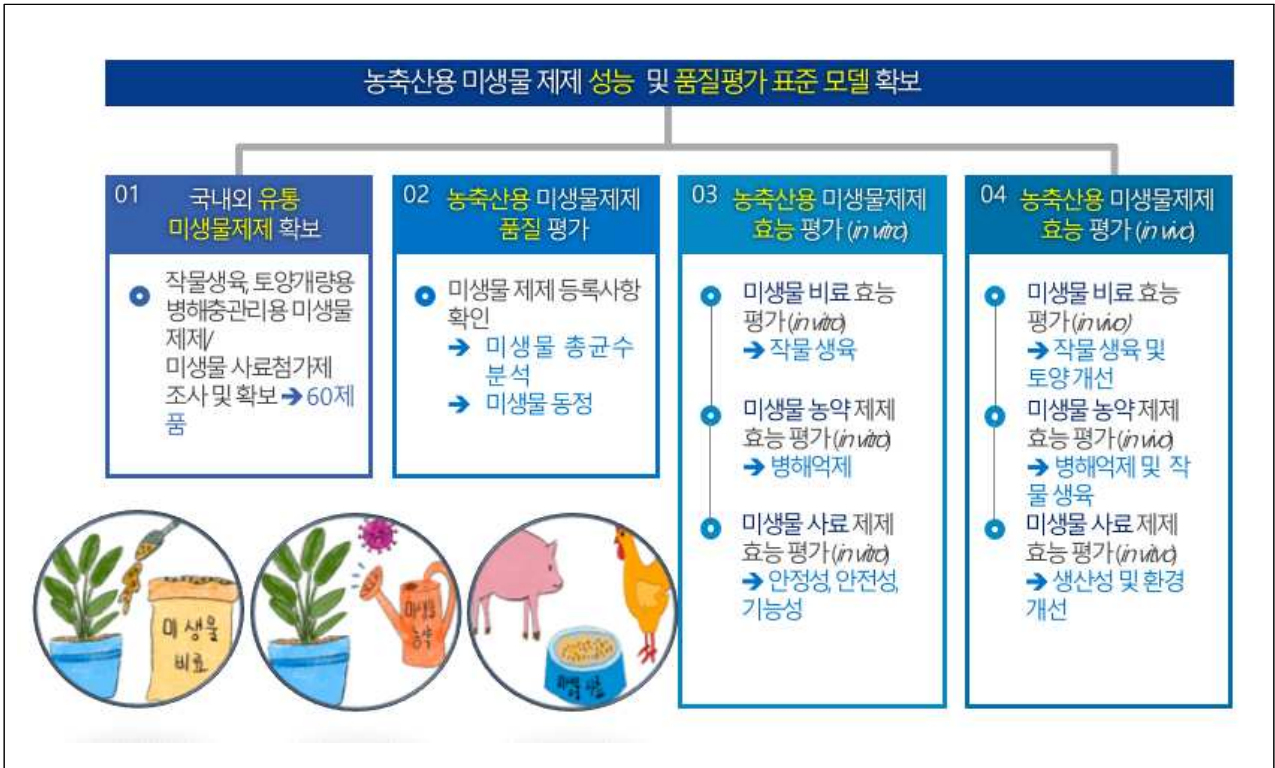 농축산용 미생물 제제 성능 및 품질평가 표준 모델 확보
01 국내외 유통
미생물제제 확보
작물생육, 토양개량용
병해충관리용 미생물
제제/
미생물 사료첨가제
조사 및 확보 ➔ 60제
품
02 농축산용 미생물제제
품질 평가
미생물 제제 등록사항
확인
➔ 미생물 총균수
분석
➔ 미생물 동정
03 농축산용 미생물제제
효능 평가 (in vitro)
미생물 비료 효능
평가(in vitro)
➔ 작물 생육
미생물 농약 제제
효능 평가(in vitro)
➔ 병해억제
미생물 사료 제제
효능 평가(in vitro)
➔ 안정성, 안전성,
기능성
04 농축산용 미생물제제
효능 평가 (in vivo)
미생물 비료 효능
평가(in vivo)
➔ 작물 생육 및
토양 개선
미생물 농약 제제
효능 평가(in vivo)
➔ 병해억제 및 작
물 생육
미생물 사료 제제
효능 평가(in vivo)
➔ 생산성 및 환경
개선
미생물
비료
미생물
농약
미생물 사료